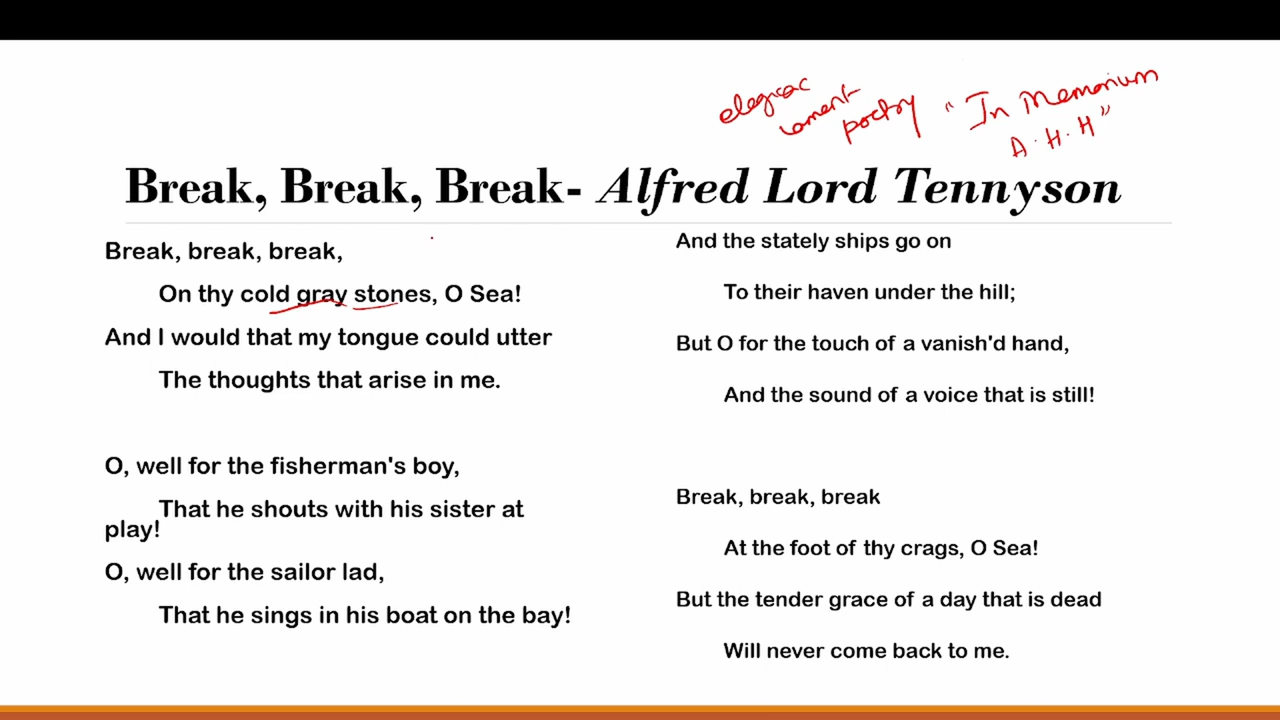 elegiac
lament
poetry "In Memorium
A.H.H"
Break, Break, Break- Alfred Lord Tennyson
Break, break, break,
On thy cold gray stones, O Sea!
And I would that my tongue could utter
The thoughts that arise in me.
O, well for the fisherman's boy,
That he shouts with his sister at
play!
O, well for the sailor lad,
That he sings in his boat on the bay!
And the stately ships go on
To their haven under the hill;
But O for the touch of a vanish'd hand,
And the sound of a voice that is still!
Break, break, break
At the foot of thy crags, O Sea!
But the tender grace of a day that is dead
Will never come back to me.